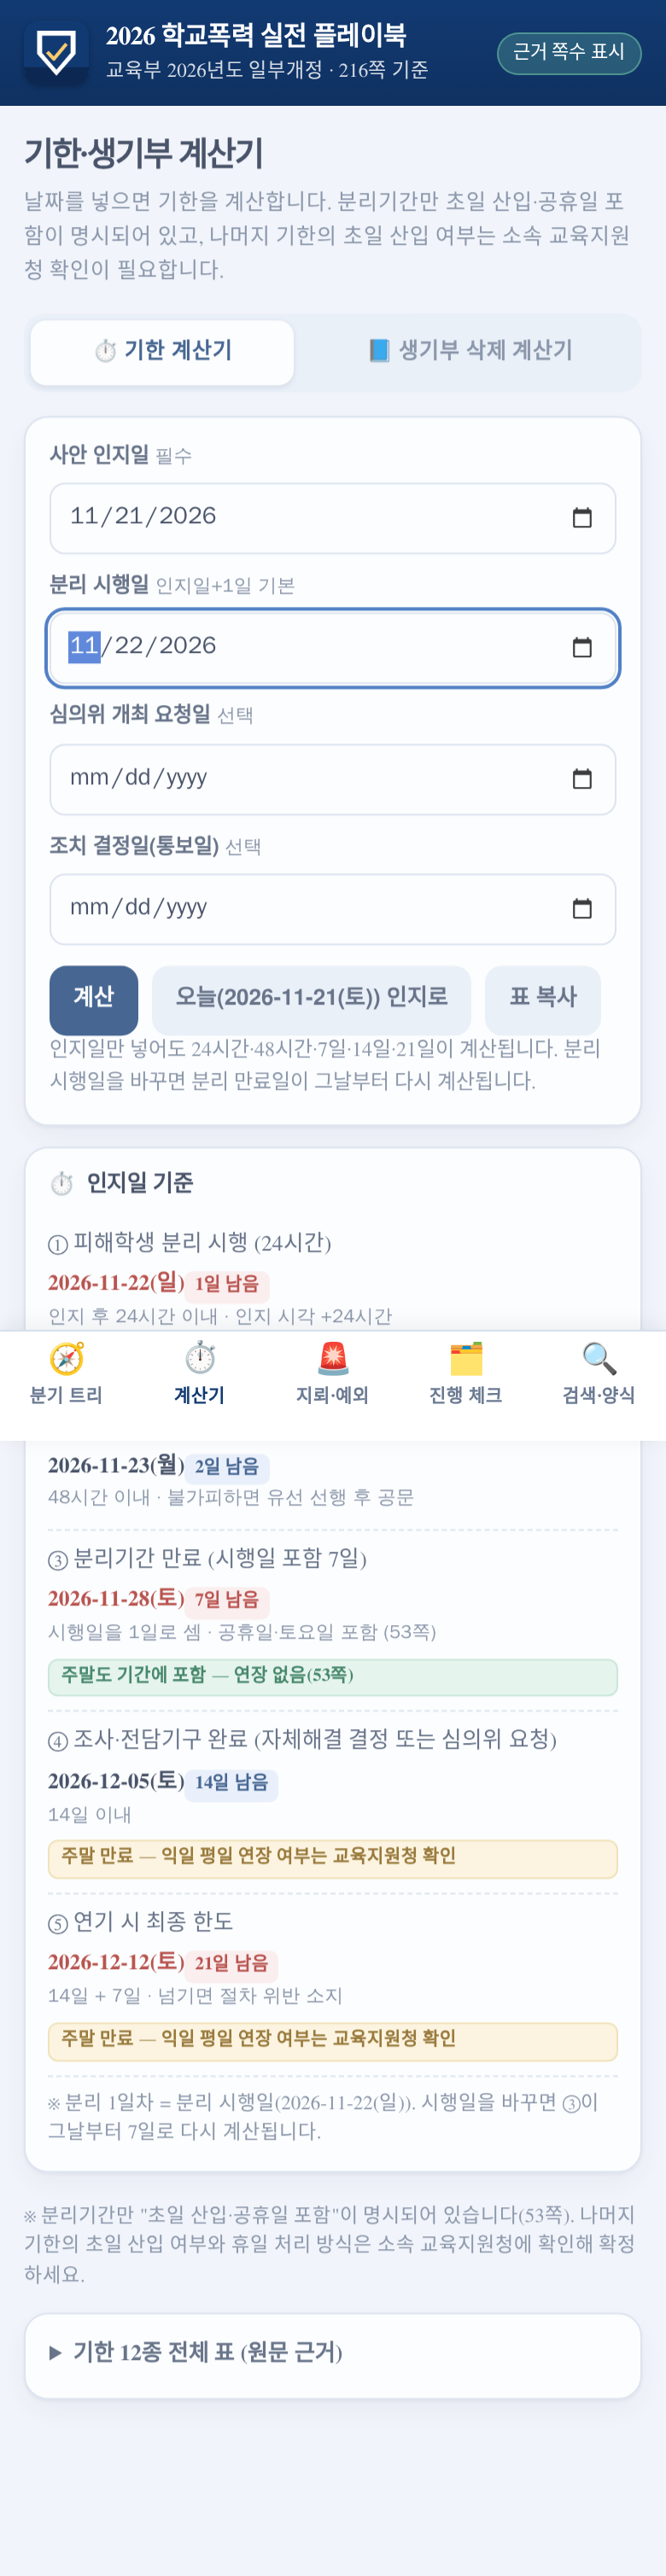 2026 학교폭력 실전 플레이북
교육부 2026년도 일부개정 · 216쪽 기준
근거 쪽수 표시
기한·생기부 계산기
날짜를 넣으면 기한을 계산합니다. 분리기간만 초일 산입·공휴일 포
함이 명시되어 있고, 나머지 기한의 초일 산입 여부는 소속 교육지원
청 확인이 필요합니다.
기한 계산기
생기부 삭제 계산기
사안 인지일 필수
11/21/2026
분리 시행일 인지일+1일 기본
11/22/2026
심의위 개최 요청일 선택
mm/dd/yyyy
조치 결정일(통보일) 선택
mm/dd/yyyy
계산
오늘(2026-11-21(토)) 인지로
표 복사
인지일만 넣어도 24시간·48시간·7일·14일·21일이 계산됩니다. 분리
시행일을 바꾸면 분리 만료일이 그날부터 다시 계산됩니다.
인지일 기준
① 피해학생 분리 시행 (24시간)
2026-11-22(일) 1일 남음
인지 후 24시간 이내 · 인지 시각 +24시간
분기 트리
계산기
지뢰·예외
진행 체크
검색·양식
2026-11-23(월) 2일 남음
48시간 이내 · 불가피하면 유선 선행 후 공문
③ 분리기간 만료 (시행일 포함 7일)
2026-11-28(토) 7일 남음
시행일을 1일로 셈 · 공휴일·토요일 포함 (53쪽)
주말도 기간에 포함 — 연장 없음(53쪽)
④ 조사·전담기구 완료 (자체해결 결정 또는 심의위 요청)
2026-12-05(토) 14일 남음
14일 이내
주말 만료 — 익일 평일 연장 여부는 교육지원청 확인
⑤ 연기 시 최종 한도
2026-12-12(토) 21일 남음
14일 + 7일 · 넘기면 절차 위반 소지
주말 만료 — 익일 평일 연장 여부는 교육지원청 확인
※ 분리 1일차 = 분리 시행일(2026-11-22(일)). 시행일을 바꾸면 ③이
그날부터 7일로 다시 계산됩니다.
※ 분리기간만 "초일 산입·공휴일 포함"이 명시되어 있습니다(53쪽). 나머지
기한의 초일 산입 여부와 휴일 처리 방식은 소속 교육지원청에 확인해 확정
하세요.
▶ 기한 12종 전체 표 (원문 근거)